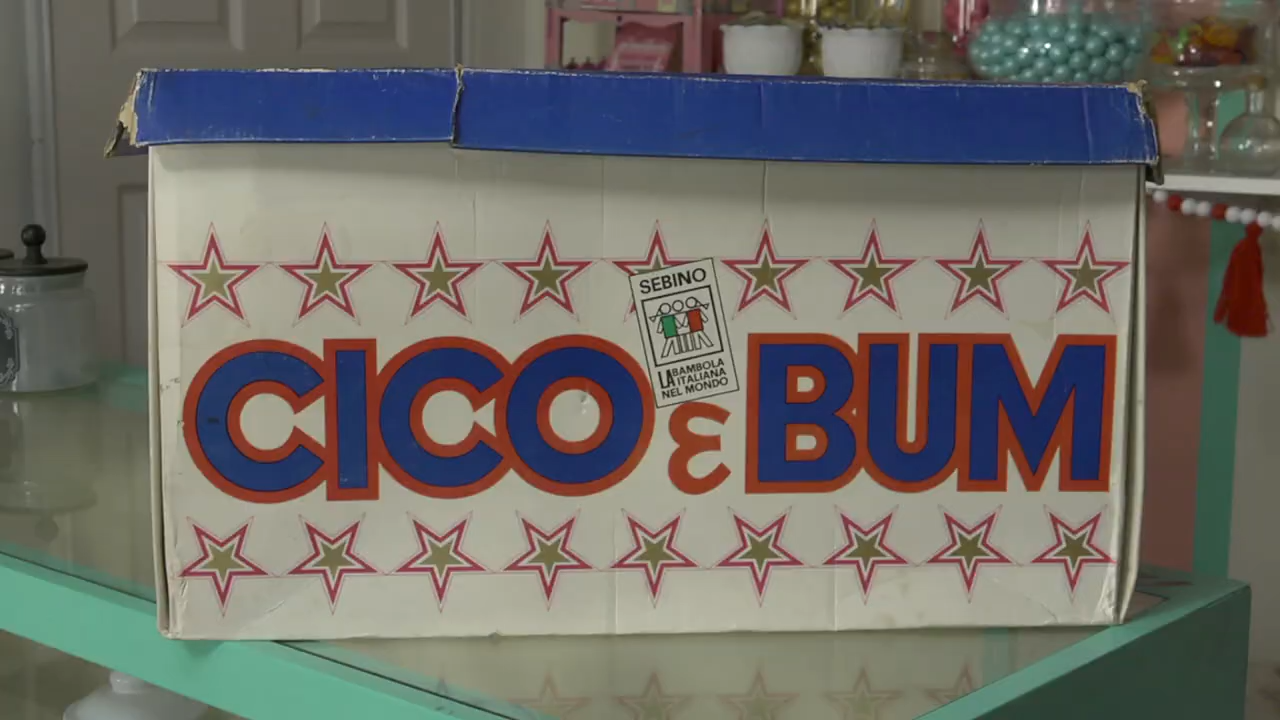 SEBINO
LA BAMBOLA
ITALIANA
NEL MONDO
CICO & BUM